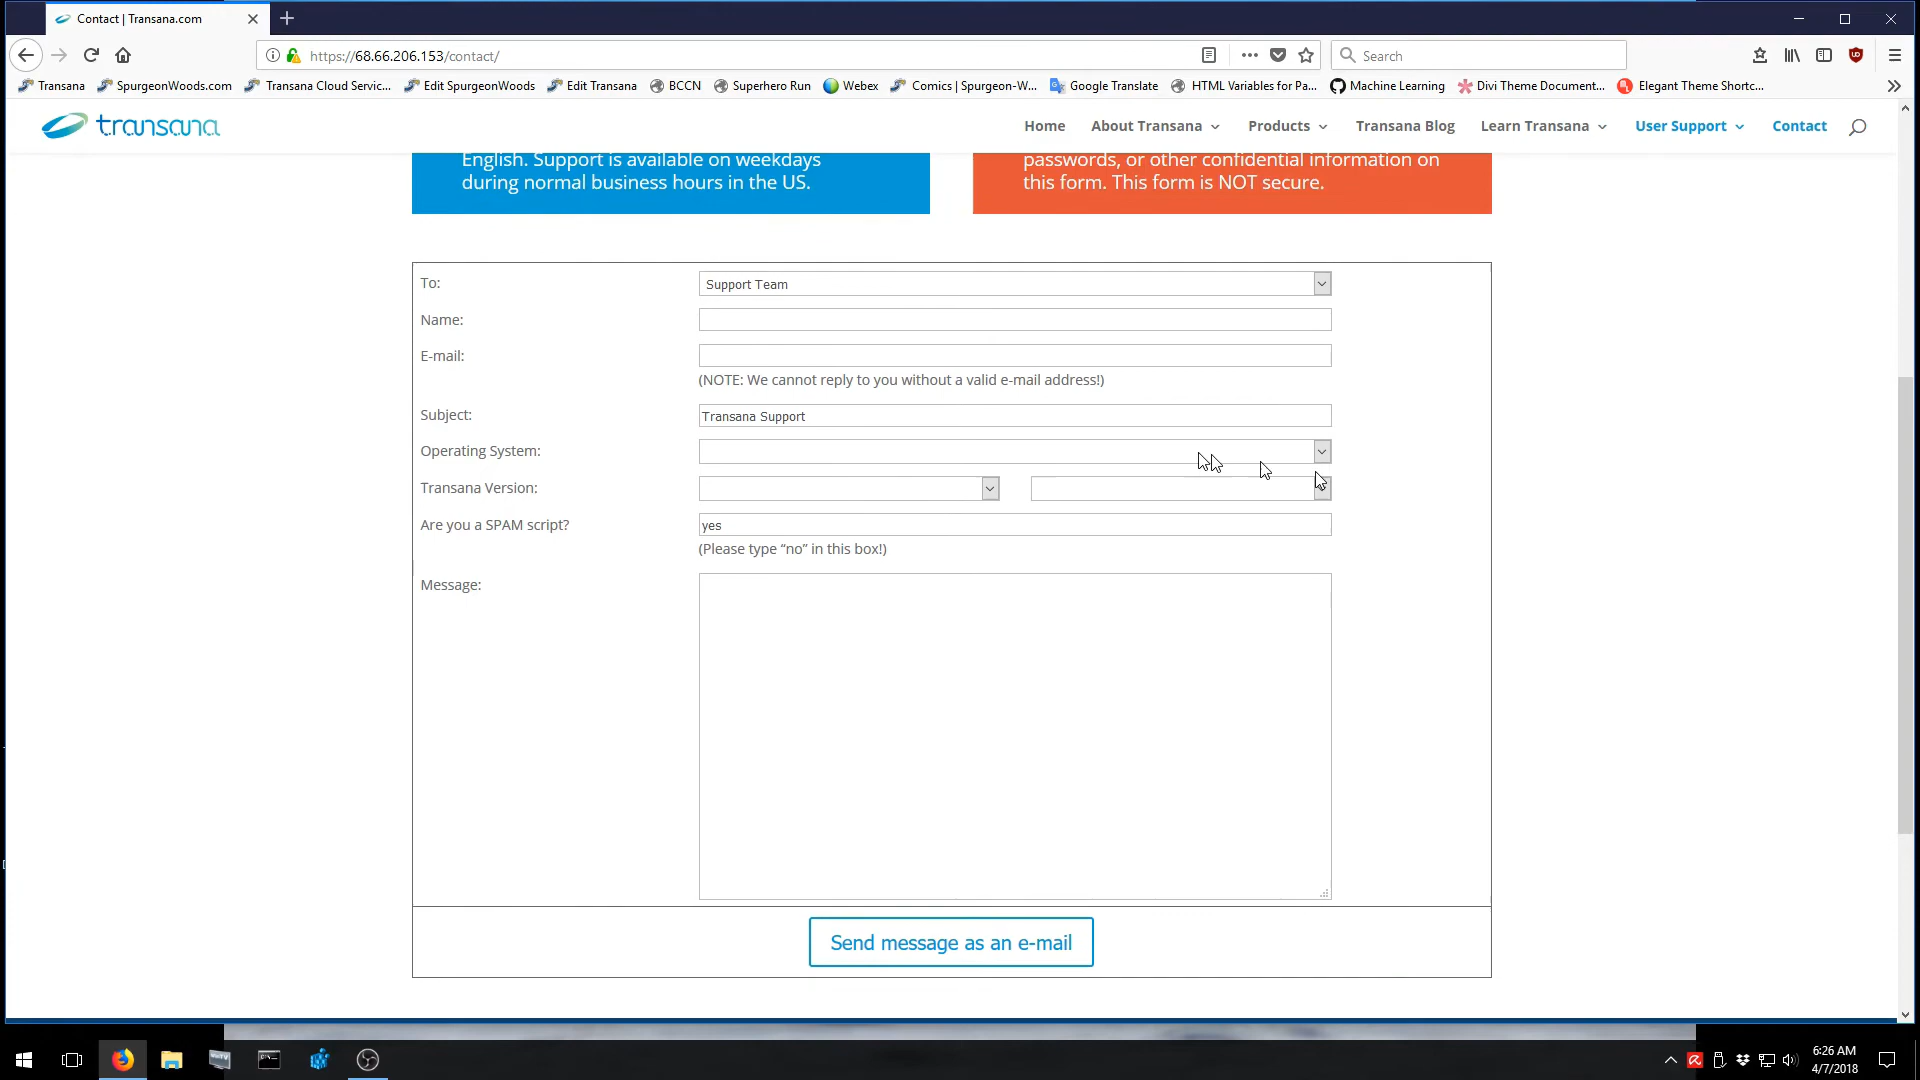 Contact | Transana.com
https://68.66.206.153/contact/
Search
Transana
SpurgeonWoods.com
Transana Cloud Servic...
Edit SpurgeonWoods
Edit Transana
BCCN
Superhero Run
Webex
Comics | Spurgeon-W...
Google Translate
HTML Variables for Pa...
Machine Learning
Divi Theme Document...
Elegant Theme Shortc...
transana
Home
About Transana
Products
Transana Blog
Learn Transana
User Support
Contact
English. Support is available on weekdays
during normal business hours in the US.
passwords, or other confidential information on
this form. This form is NOT secure.
To:
Support Team
Name:
E-mail:
(NOTE: We cannot reply to you without a valid e-mail address!)
Subject:
Transana Support
Operating System:
Transana Version:
Are you a SPAM script?
yes
(Please type “no” in this box!)
Message:
Send message as an e-mail
6:26 AM
4/7/2018